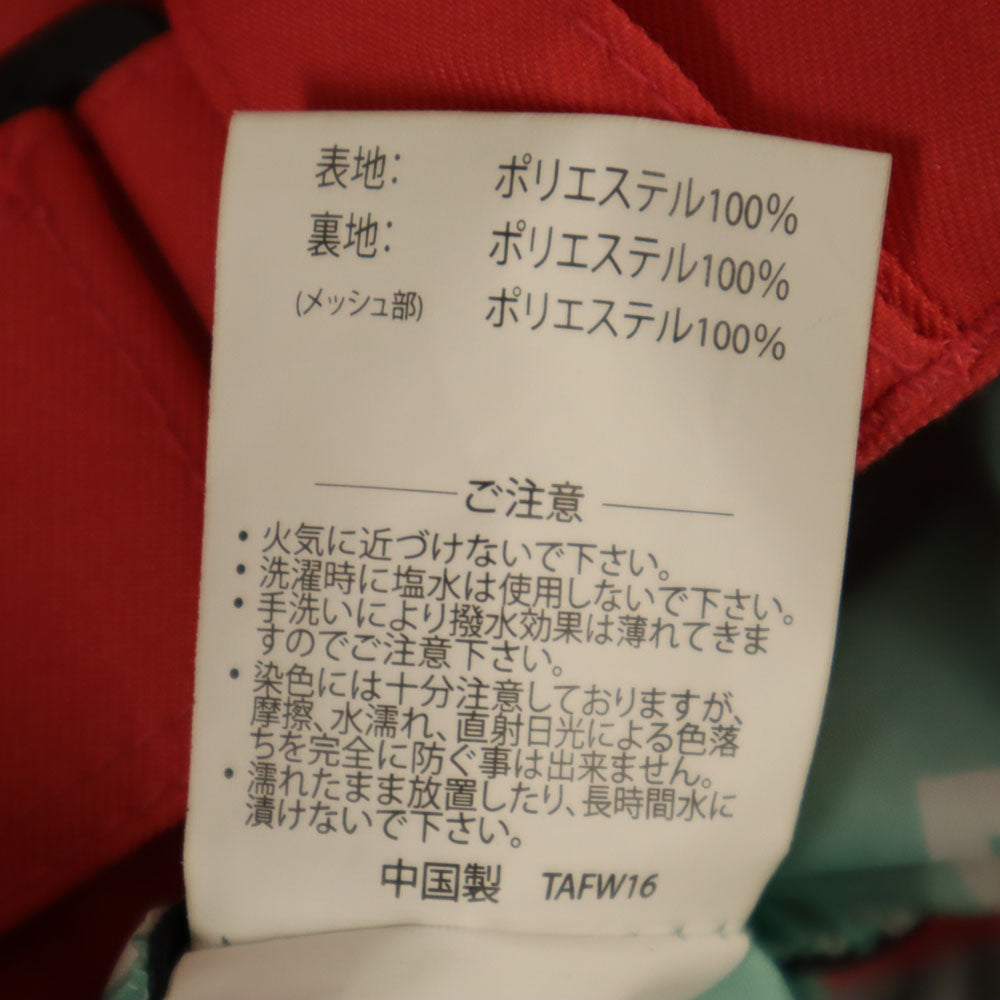 表地: ポリエステル100%
裏地: ポリエステル100%
(メッシュ部) ポリエステル100%
ご注意
・火気に近づけないで下さい。
・洗濯時に塩水は使用しないで下さい。
・手洗いにより撥水効果は薄れてきま
すのでご注意下さい。
・染色には十分注意しておりますが、
摩擦、水濡れ、直射日光による色落
ちを完全に防ぐ事は出来ません。
・濡れたまま放置したり、長時間水に
漬けないで下さい。
中国製 TAFW16